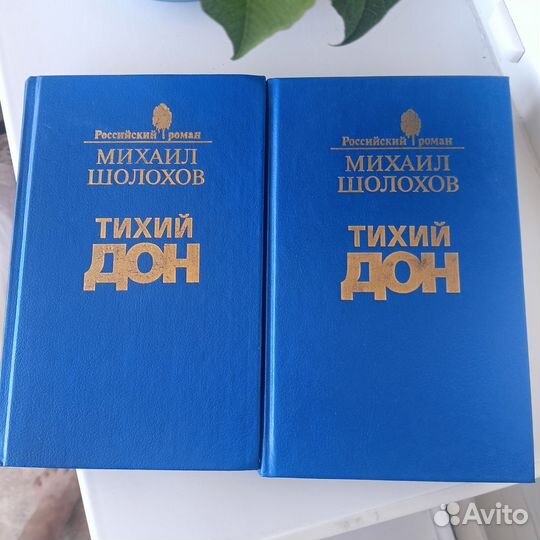 Российский роман
МИХАИЛ
ШОЛОХОВ
ТИХИЙ
ДОН
Российский роман
МИХАИЛ
ШОЛОХОВ
ТИХИЙ
ДОН
Avito